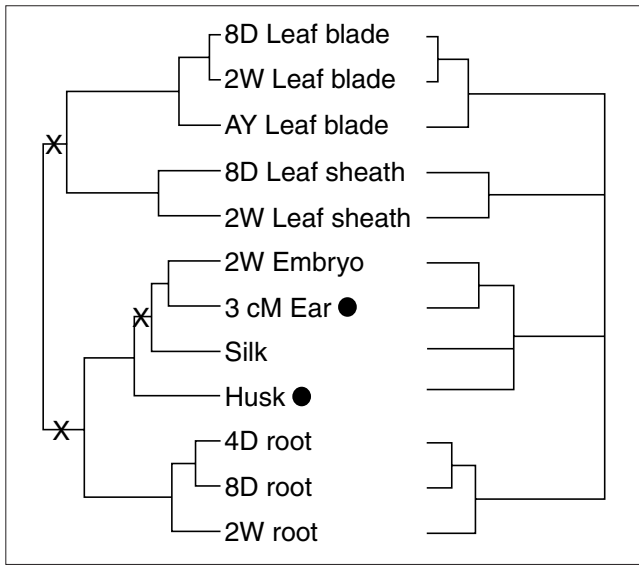 8D Leaf blade
2W Leaf blade
AY Leaf blade
8D Leaf sheath
2W Leaf sheath
2W Embryo
3 cM Ear
Silk
Husk
4D root
8D root
2W root
X
X
X